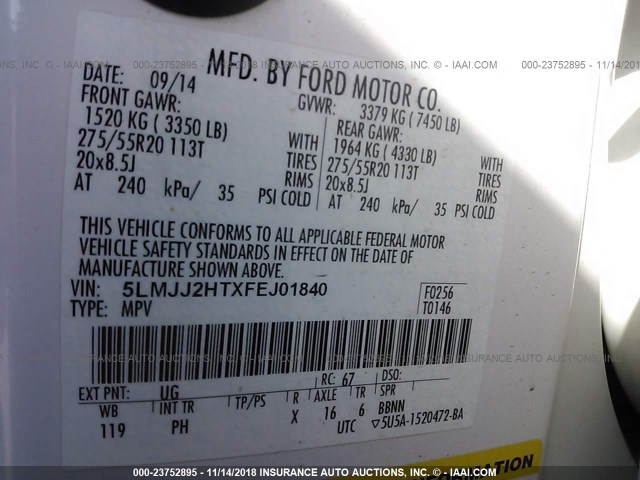 000-23752895 - 11/14/2018 INSURANCE AUTO AUCTIONS - © - IAAI.COM
MFD. BY FORD MOTOR CO.
DATE: 09/14
GVWR: 3379 KG ( 7450 LB)
FRONT GAWR:
1520 KG ( 3350 LB)
WITH
275/55R20 113T
TIRES
20x8.5J
RIMS
AT 240 kPa/ 35 PSI COLD
REAR GAWR:
1964 KG ( 4330 LB)
WITH
275/55R20 113T
TIRES
20x8.5J
RIMS
AT 240 kPa/ 35 PSI COLD
THIS VEHICLE CONFORMS TO ALL APPLICABLE FEDERAL MOTOR
VEHICLE SAFETY STANDARDS IN EFFECT ON THE DATE OF
MANUFACTURE SHOWN ABOVE.
VIN: 5LMJJ2HTXFEJ01840
F0256
TYPE: MPV
T0146
RC: 67 DSO:
EXT PNT: UG
WB INT TR TP/PS R AXLE TR SPR
119 PH X 16 6 BBNN
UTC ▽5U5A-1520472-BA
000-23752895 - 11/14/2018 INSURANCE AUTO AUCTIONS - © - IAAI.COM